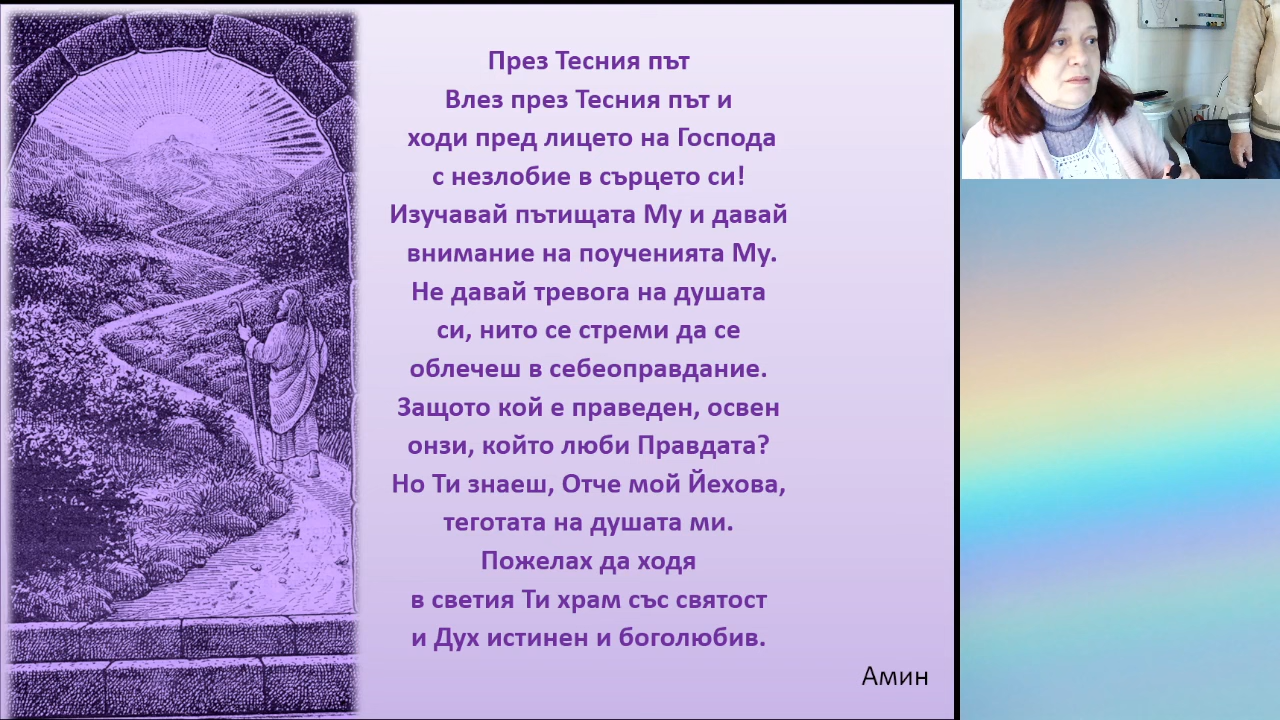 През Тесния път
Влез през Тесния път и
ходи пред лицето на Господа
с незлобие в сърцето си!
Изучавай пътищата Му и давай
внимание на поученията Му.
Не давай тревога на душата
си, нито се стреми да се
облечеш в себеоправдание.
Защото кой е праведен, освен
онзи, който люби Правдата?
Но Ти знаеш, Отче мой Йехова,
теготата на душата ми.
Пожелах да ходя
в светия Ти храм със святост
и Дух истинен и боголюбив.
Амин